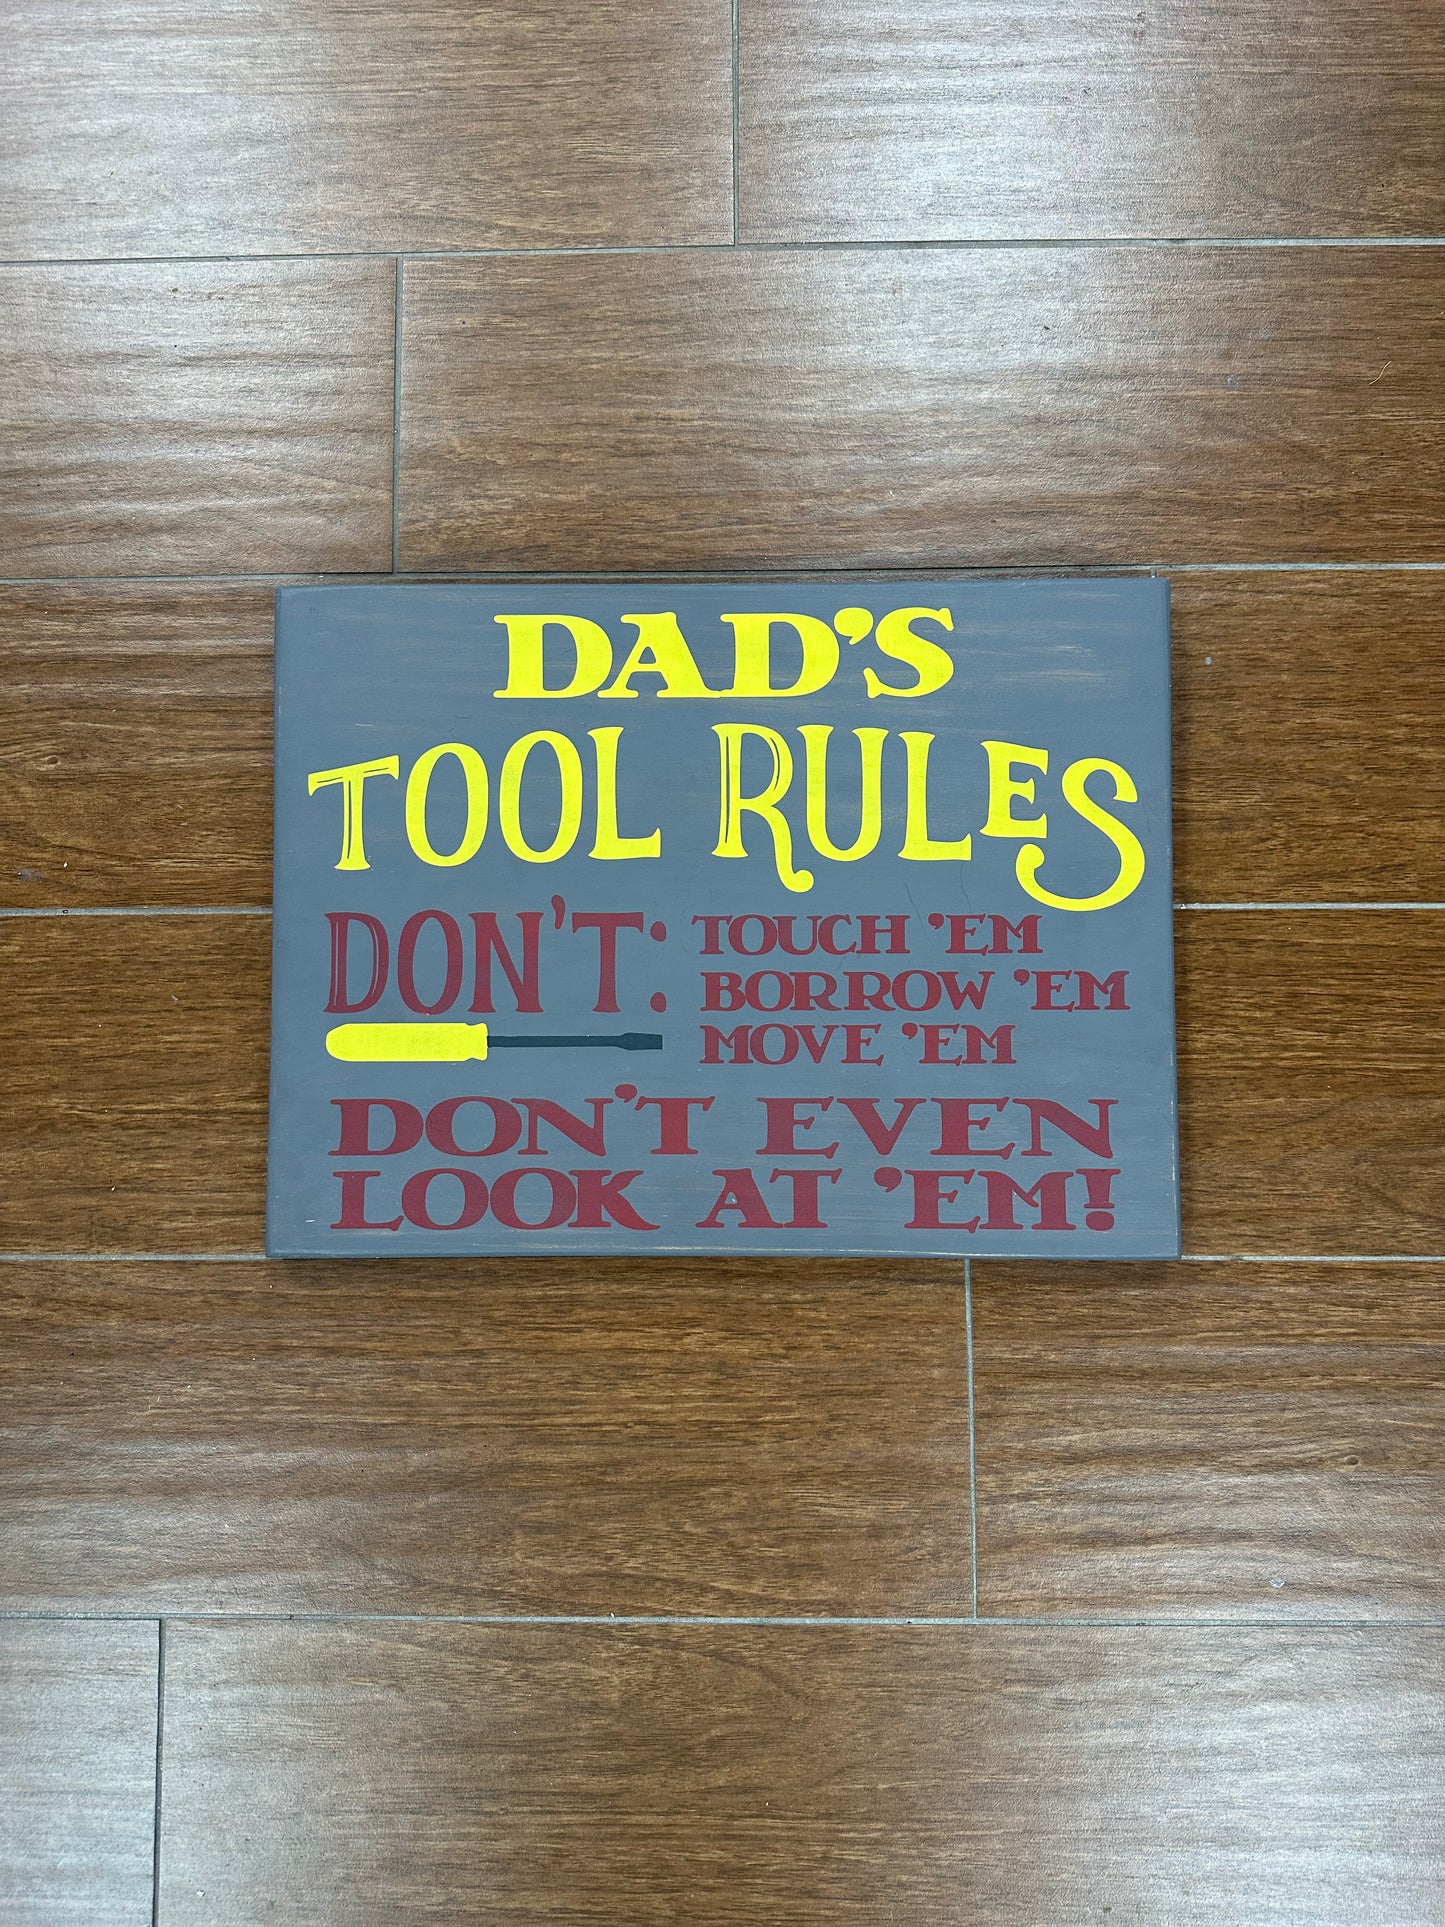 DAD'S
TOOL RULES
DON'T: TOUCH 'EM
BORROW 'EM
MOVE 'EM
DON'T EVEN
LOOK AT 'EM!